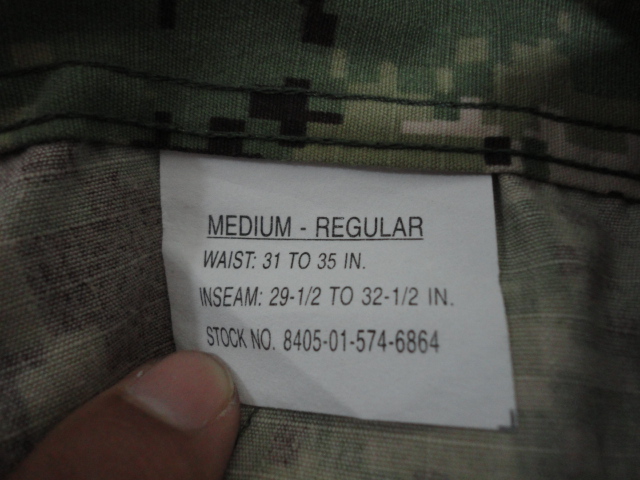 MEDIUM - REGULAR
WAIST: 31 TO 35 IN.
INSEAM: 29-1/2 TO 32-1/2 IN.
STOCK NO. 8405-01-574-6864